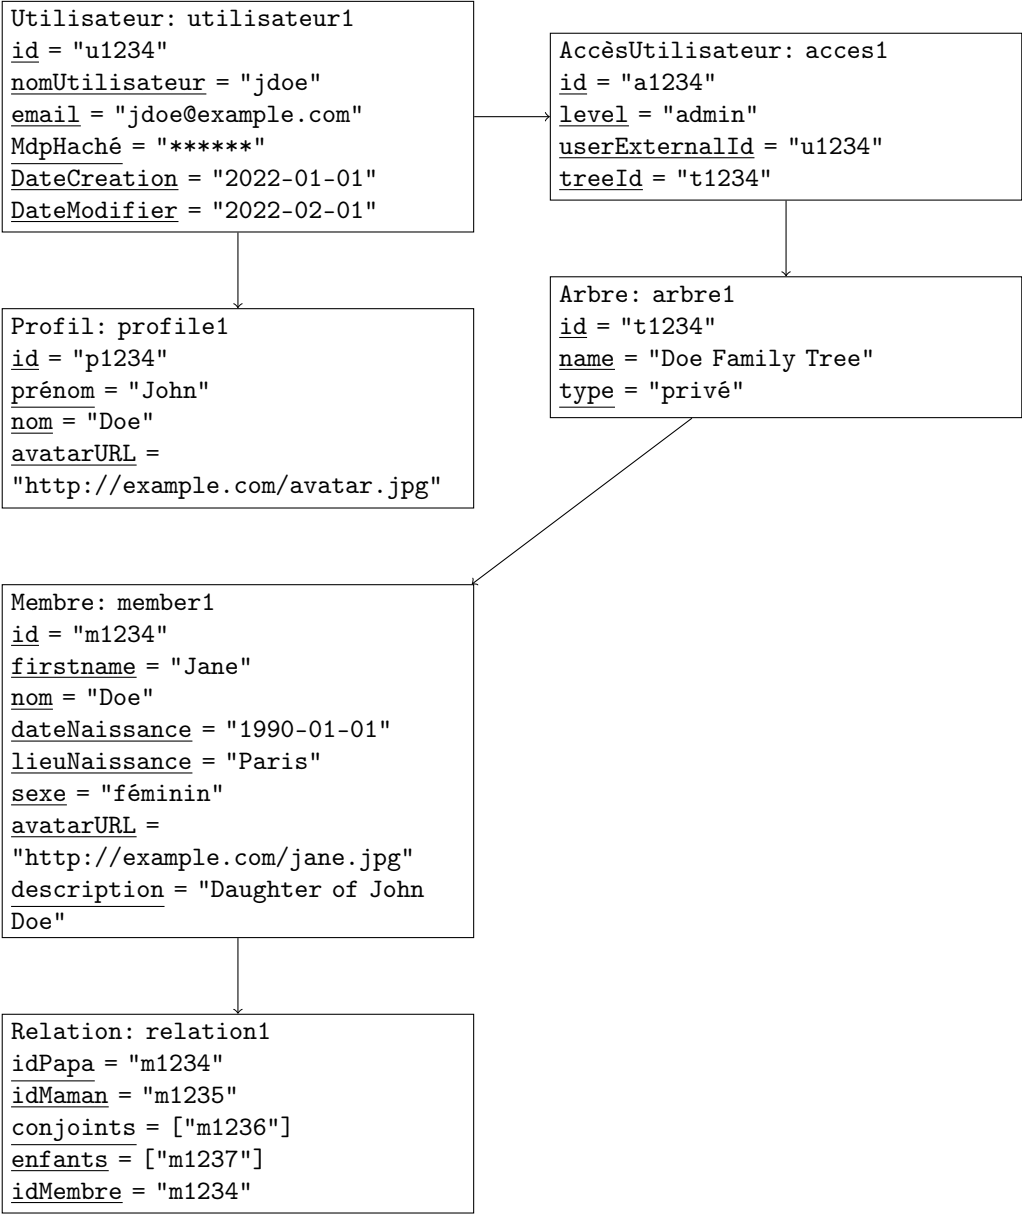 Utilisateur: utilisateur1
id = "u1234"
nomUtilisateur = "jdoe"
email = "jdoe@example.com"
MdpHaché = "******"
DateCreation = "2022-01-01"
DateModifier = "2022-02-01"
AccèsUtilisateur: acces1
id = "a1234"
level = "admin"
userExternalId = "u1234"
treeId = "t1234"
Profil: profile1
id = "p1234"
prénom = "John"
nom = "Doe"
avatarURL =
"http://example.com/avatar.jpg"
Arbre: arbre1
id = "t1234"
name = "Doe Family Tree"
type = "privé"
Membre: member1
id = "m1234"
firstname = "Jane"
nom = "Doe"
dateNaissance = "1990-01-01"
lieuNaissance = "Paris"
sexe = "féminin"
avatarURL =
"http://example.com/jane.jpg"
description = "Daughter of John
Doe"
Relation: relation1
idPapa = "m1234"
idMaman = "m1235"
conjoints = ["m1236"]
enfants = ["m1237"]
idMembre = "m1234"